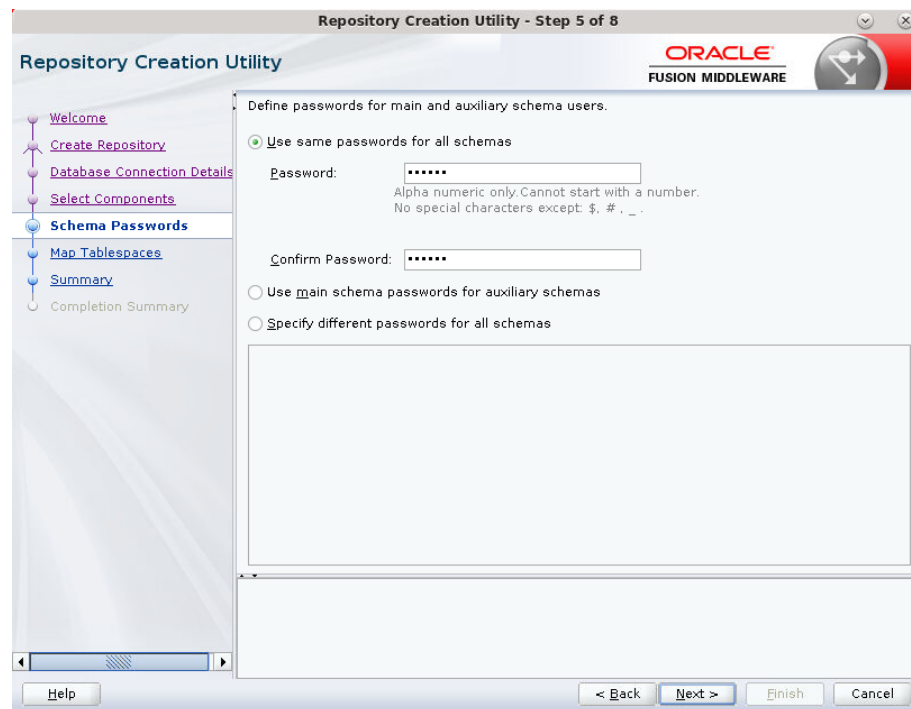 Repository Creation Utility - Step 5 of 8
Repository Creation Utility
ORACLE
FUSION MIDDLEWARE
Welcome
Create Repository
Database Connection Details
Select Components
Schema Passwords
Map Tablespaces
Summary
Completion Summary
Define passwords for main and auxiliary schema users.
Use same passwords for all schemas
Password: ••••••
Alpha numeric only.Cannot start with a number.
No special characters except: $, # , _ .
Confirm Password: ••••••
Use main schema passwords for auxiliary schemas
Specify different passwords for all schemas
Help
< Back
Next >
Finish
Cancel